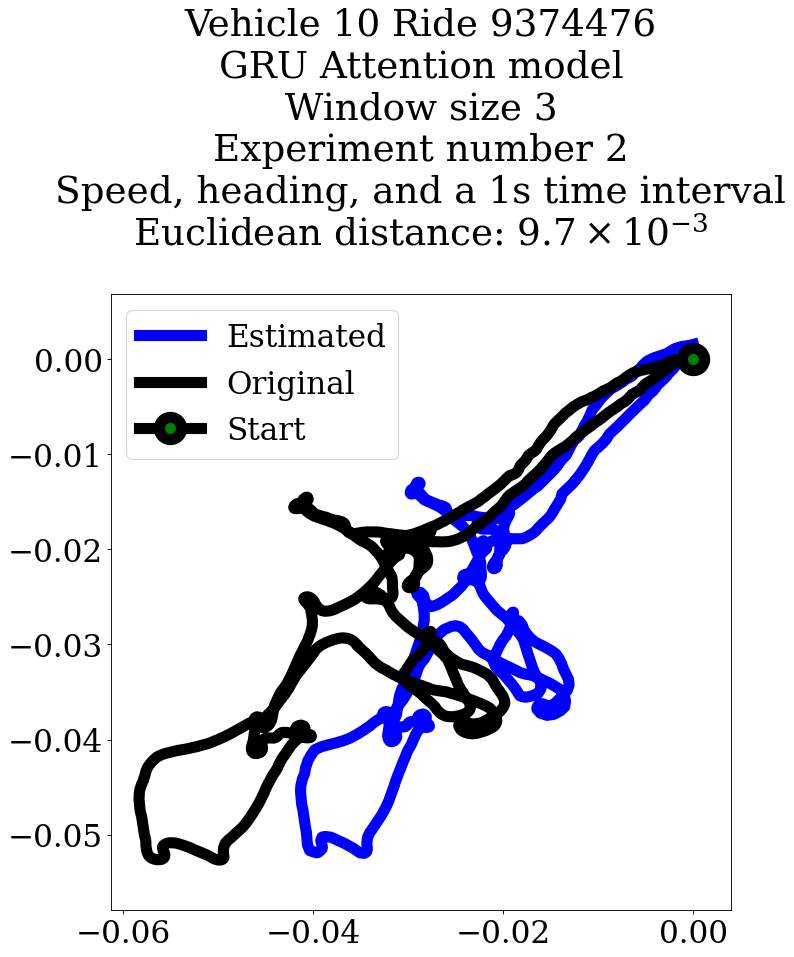 Vehicle 10 Ride 9374476
GRU Attention model
Window size 3
Experiment number 2
Speed, heading, and a 1s time interval
Euclidean distance: 9.7 × 10⁻³
Estimated
Original
Start
0.00
−0.01
−0.02
−0.03
−0.04
−0.05
−0.06 −0.04 −0.02 0.00